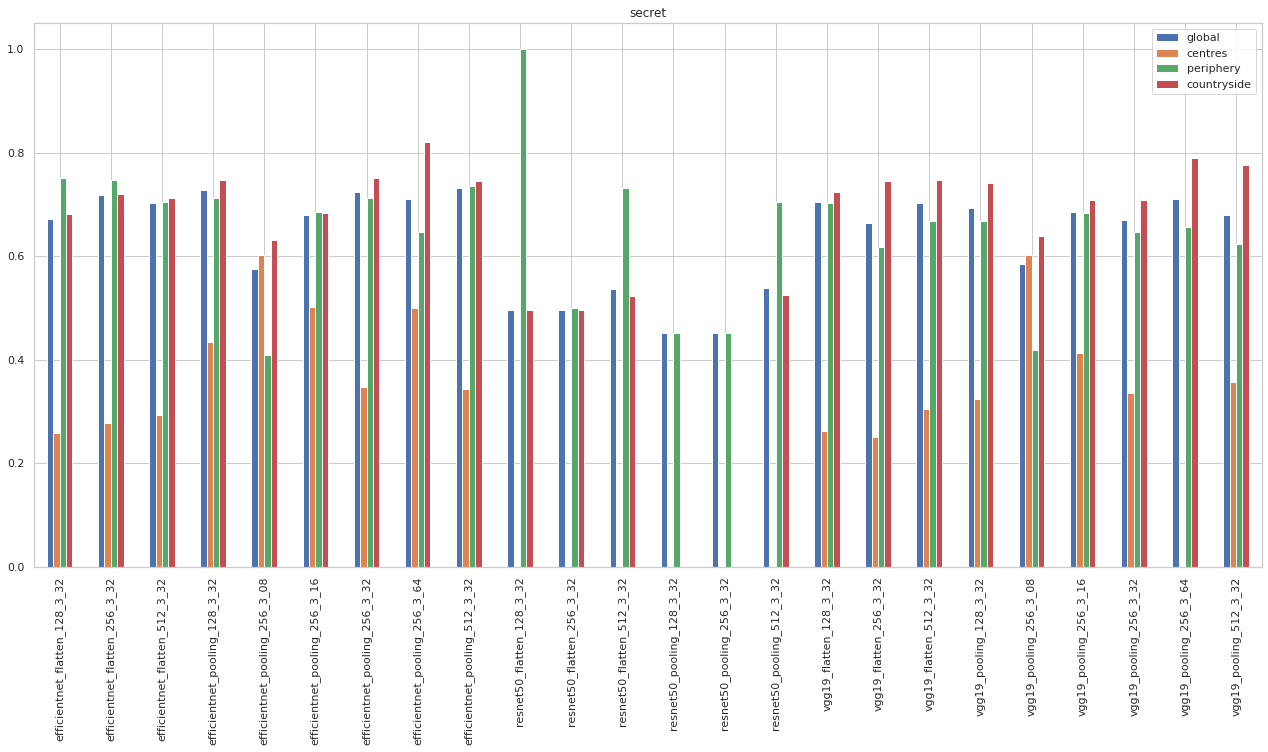 secret
global
centres
periphery
countryside
1.0
0.8
0.6
0.4
0.2
0.0
efficientnet_flatten_128_3_32
efficientnet_flatten_256_3_32
efficientnet_flatten_512_3_32
efficientnet_pooling_128_3_32
efficientnet_pooling_256_3_08
efficientnet_pooling_256_3_16
efficientnet_pooling_256_3_32
efficientnet_pooling_256_3_64
efficientnet_pooling_512_3_32
resnet50_flatten_128_3_32
resnet50_flatten_256_3_32
resnet50_flatten_512_3_32
resnet50_pooling_128_3_32
resnet50_pooling_256_3_32
resnet50_pooling_512_3_32
vgg19_flatten_128_3_32
vgg19_flatten_256_3_32
vgg19_flatten_512_3_32
vgg19_pooling_128_3_32
vgg19_pooling_256_3_08
vgg19_pooling_256_3_16
vgg19_pooling_256_3_32
vgg19_pooling_256_3_64
vgg19_pooling_512_3_32